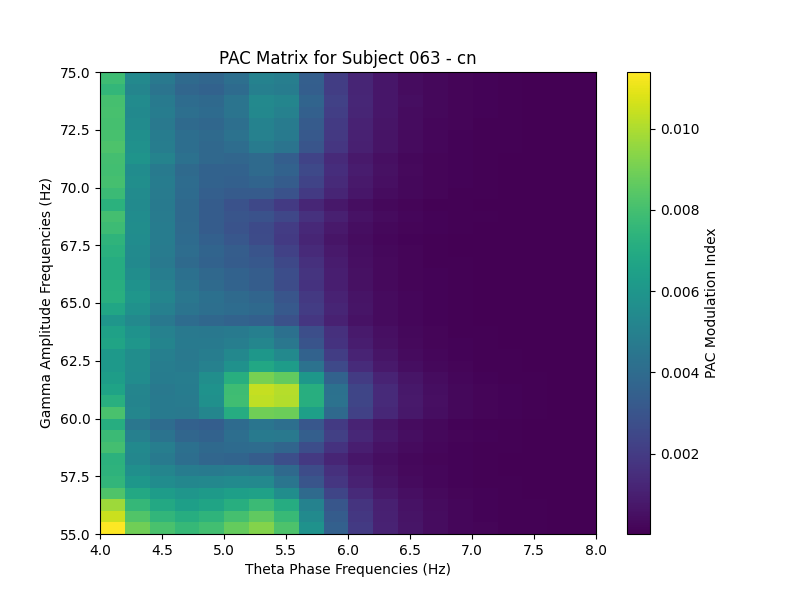 PAC Matrix for Subject 063 - cn
75.0
72.5
70.0
67.5
65.0
62.5
60.0
57.5
55.0
Gamma Amplitude Frequencies (Hz)
4.0 4.5 5.0 5.5 6.0 6.5 7.0 7.5 8.0
Theta Phase Frequencies (Hz)
0.010
0.008
0.006
0.004
0.002
PAC Modulation Index